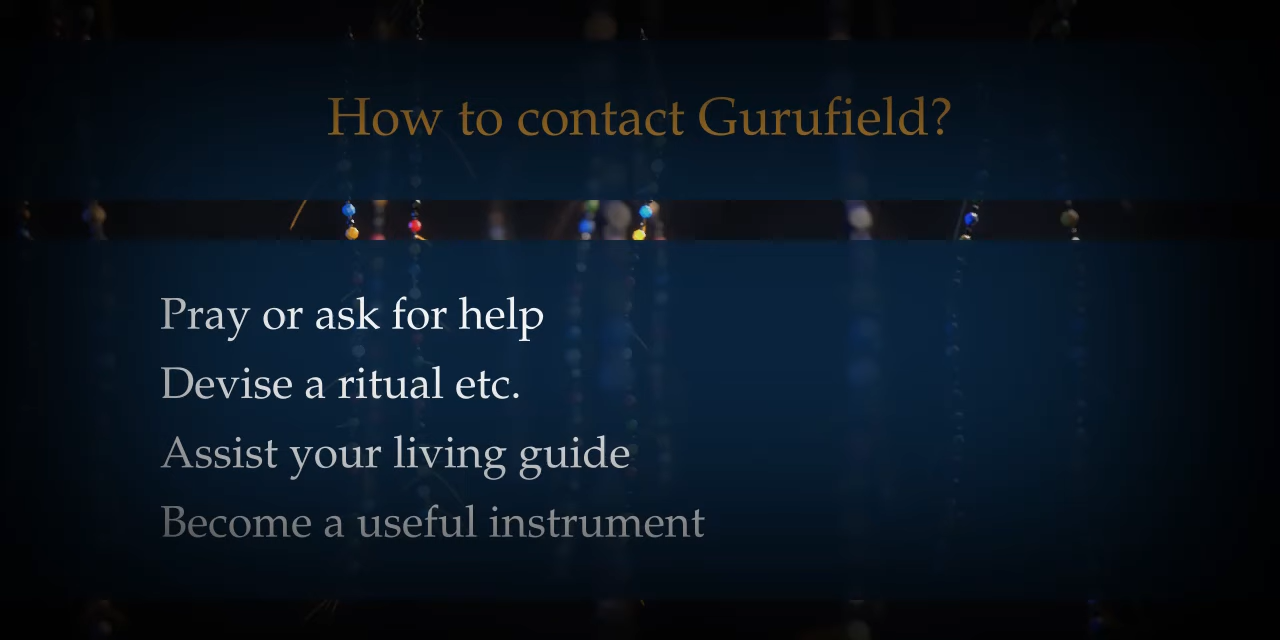 How to contact Gurufield?
Pray or ask for help
Devise a ritual etc.
Assist your living guide
Become a useful instrument